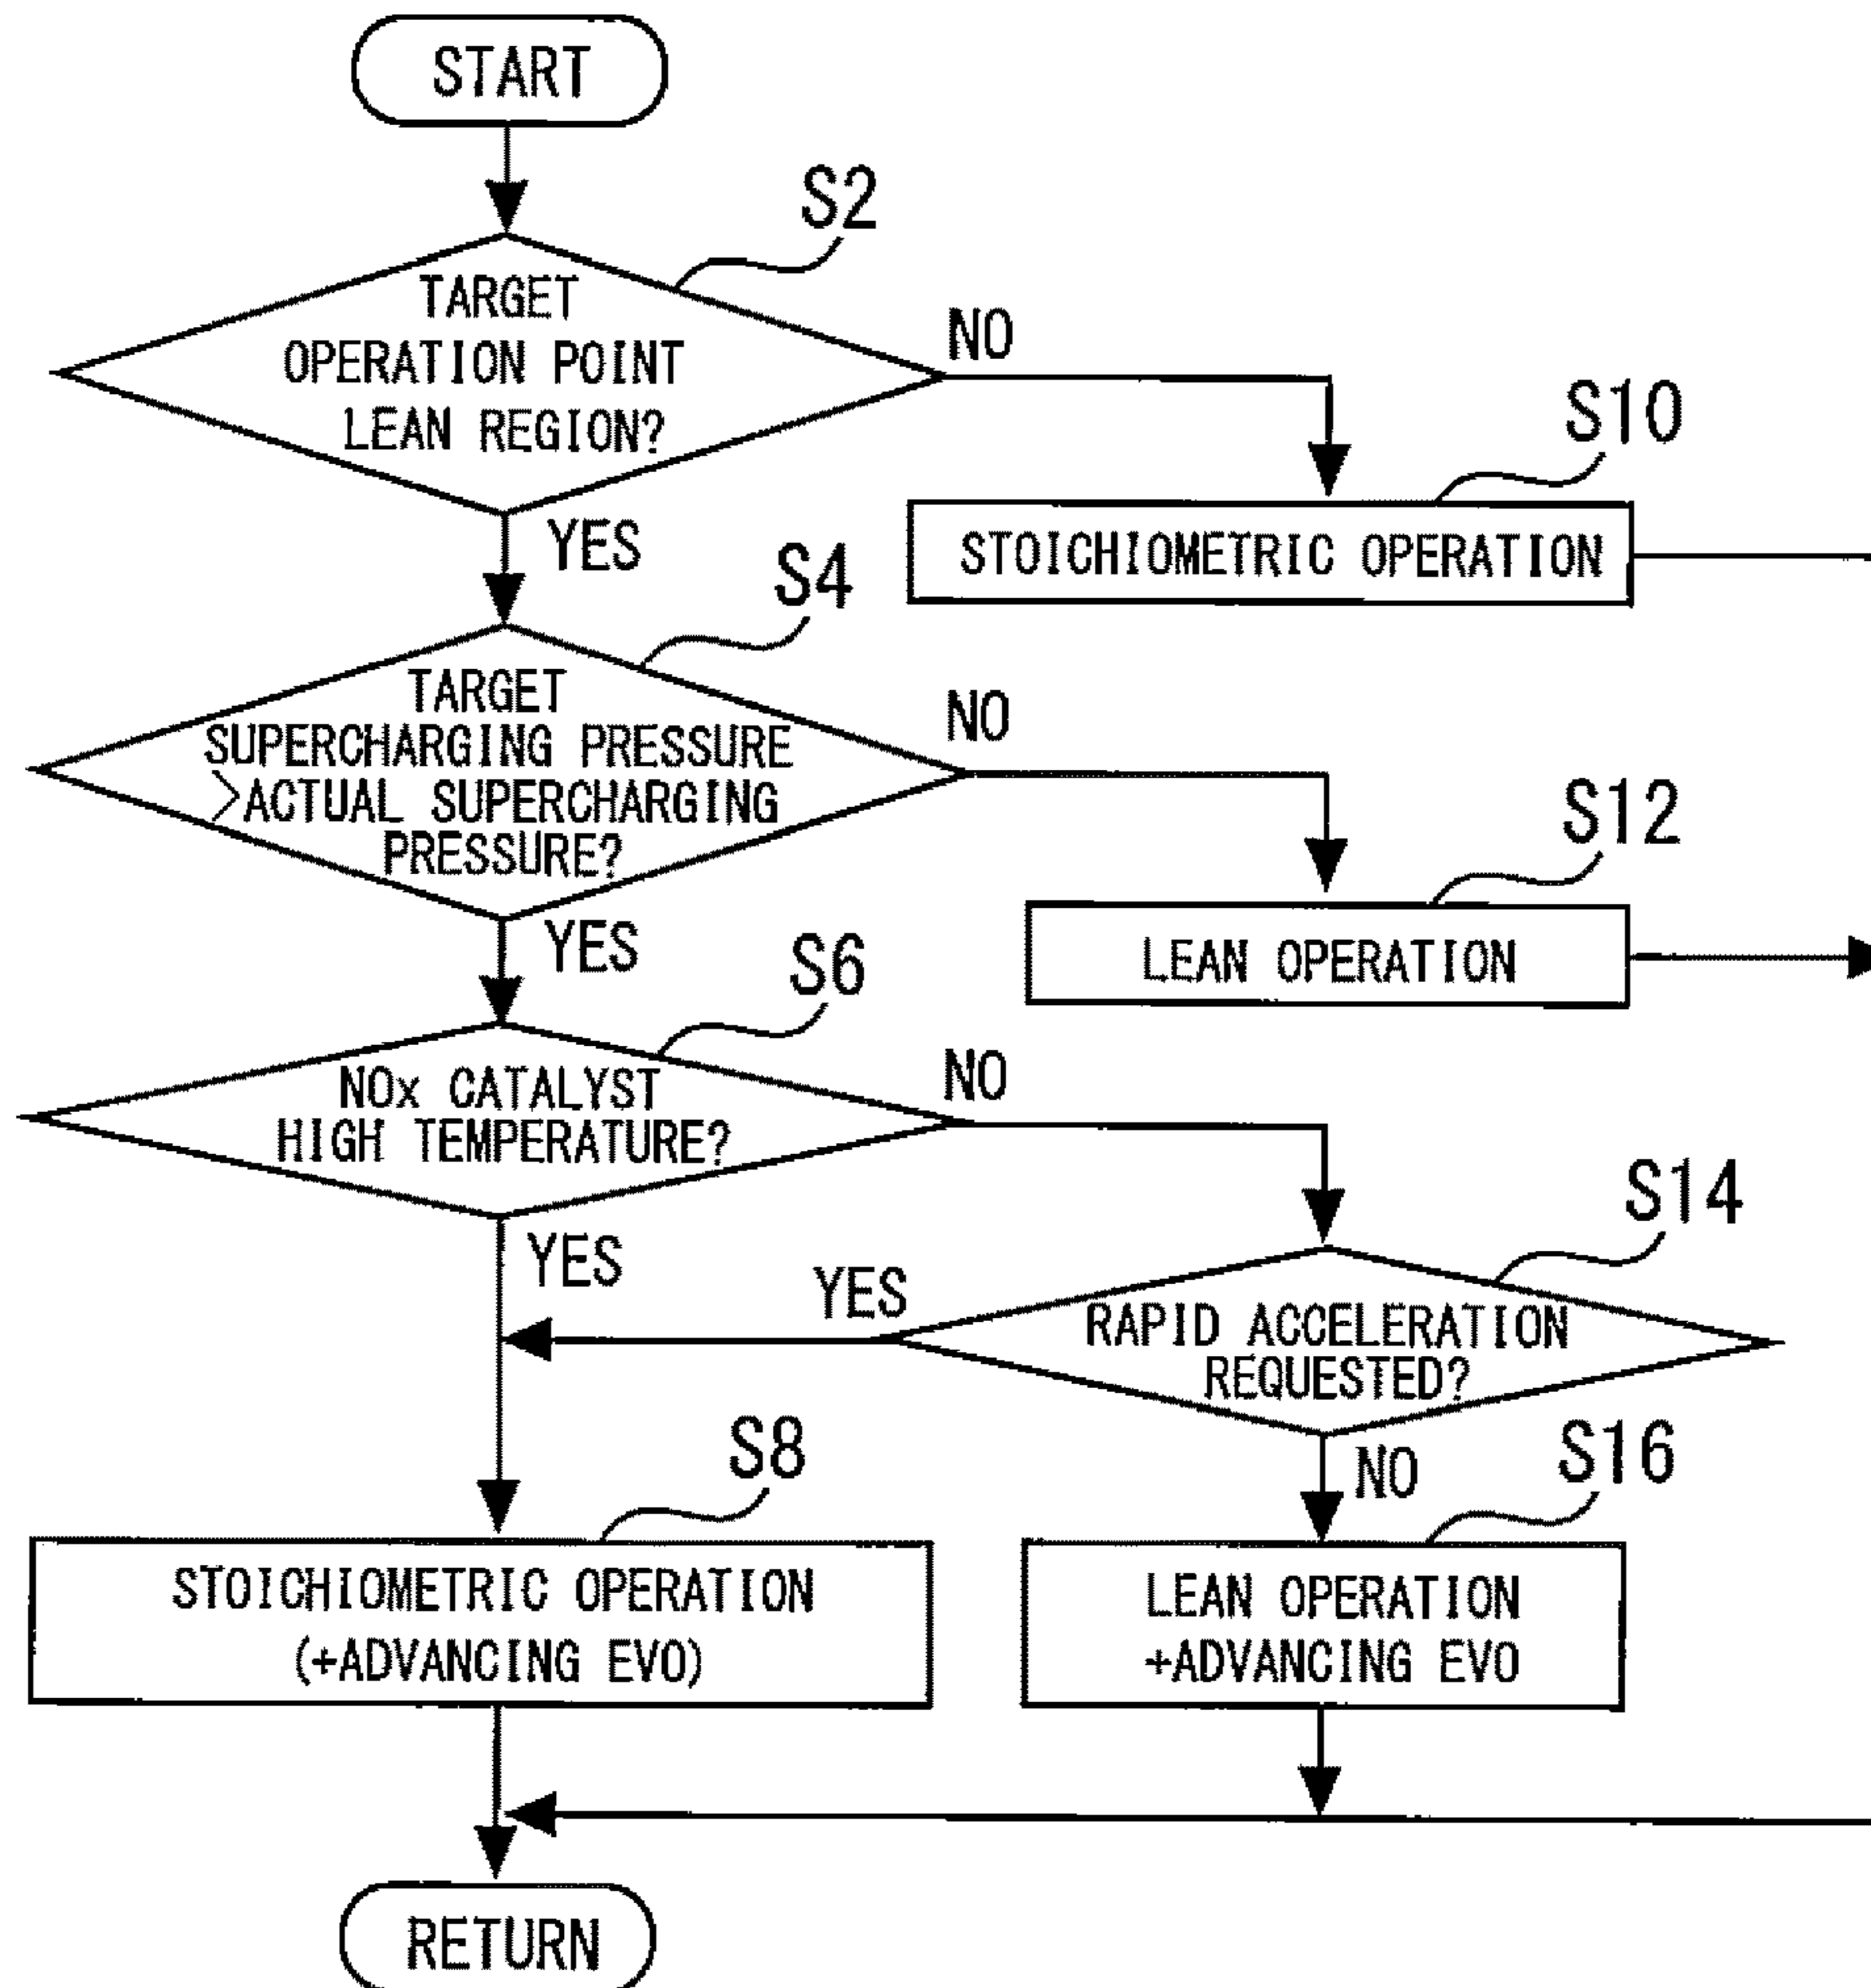 START
S2
TARGET
OPERATION POINT
LEAN REGION?
NO
YES
S10
STOICHIOMETRIC OPERATION
S4
TARGET
SUPERCHARGING PRESSURE
>ACTUAL SUPERCHARGING
PRESSURE?
NO
YES
S12
LEAN OPERATION
S6
NOx CATALYST
HIGH TEMPERATURE?
NO
YES
S14
RAPID ACCELERATION
REQUESTED?
YES
NO
S8
STOICHIOMETRIC OPERATION
(+ADVANCING EVO)
S16
LEAN OPERATION
+ADVANCING EVO
RETURN